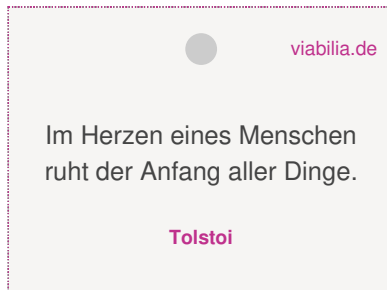 viabilia.de
Im Herzen eines Menschen
ruht der Anfang aller Dinge.
Tolstoi